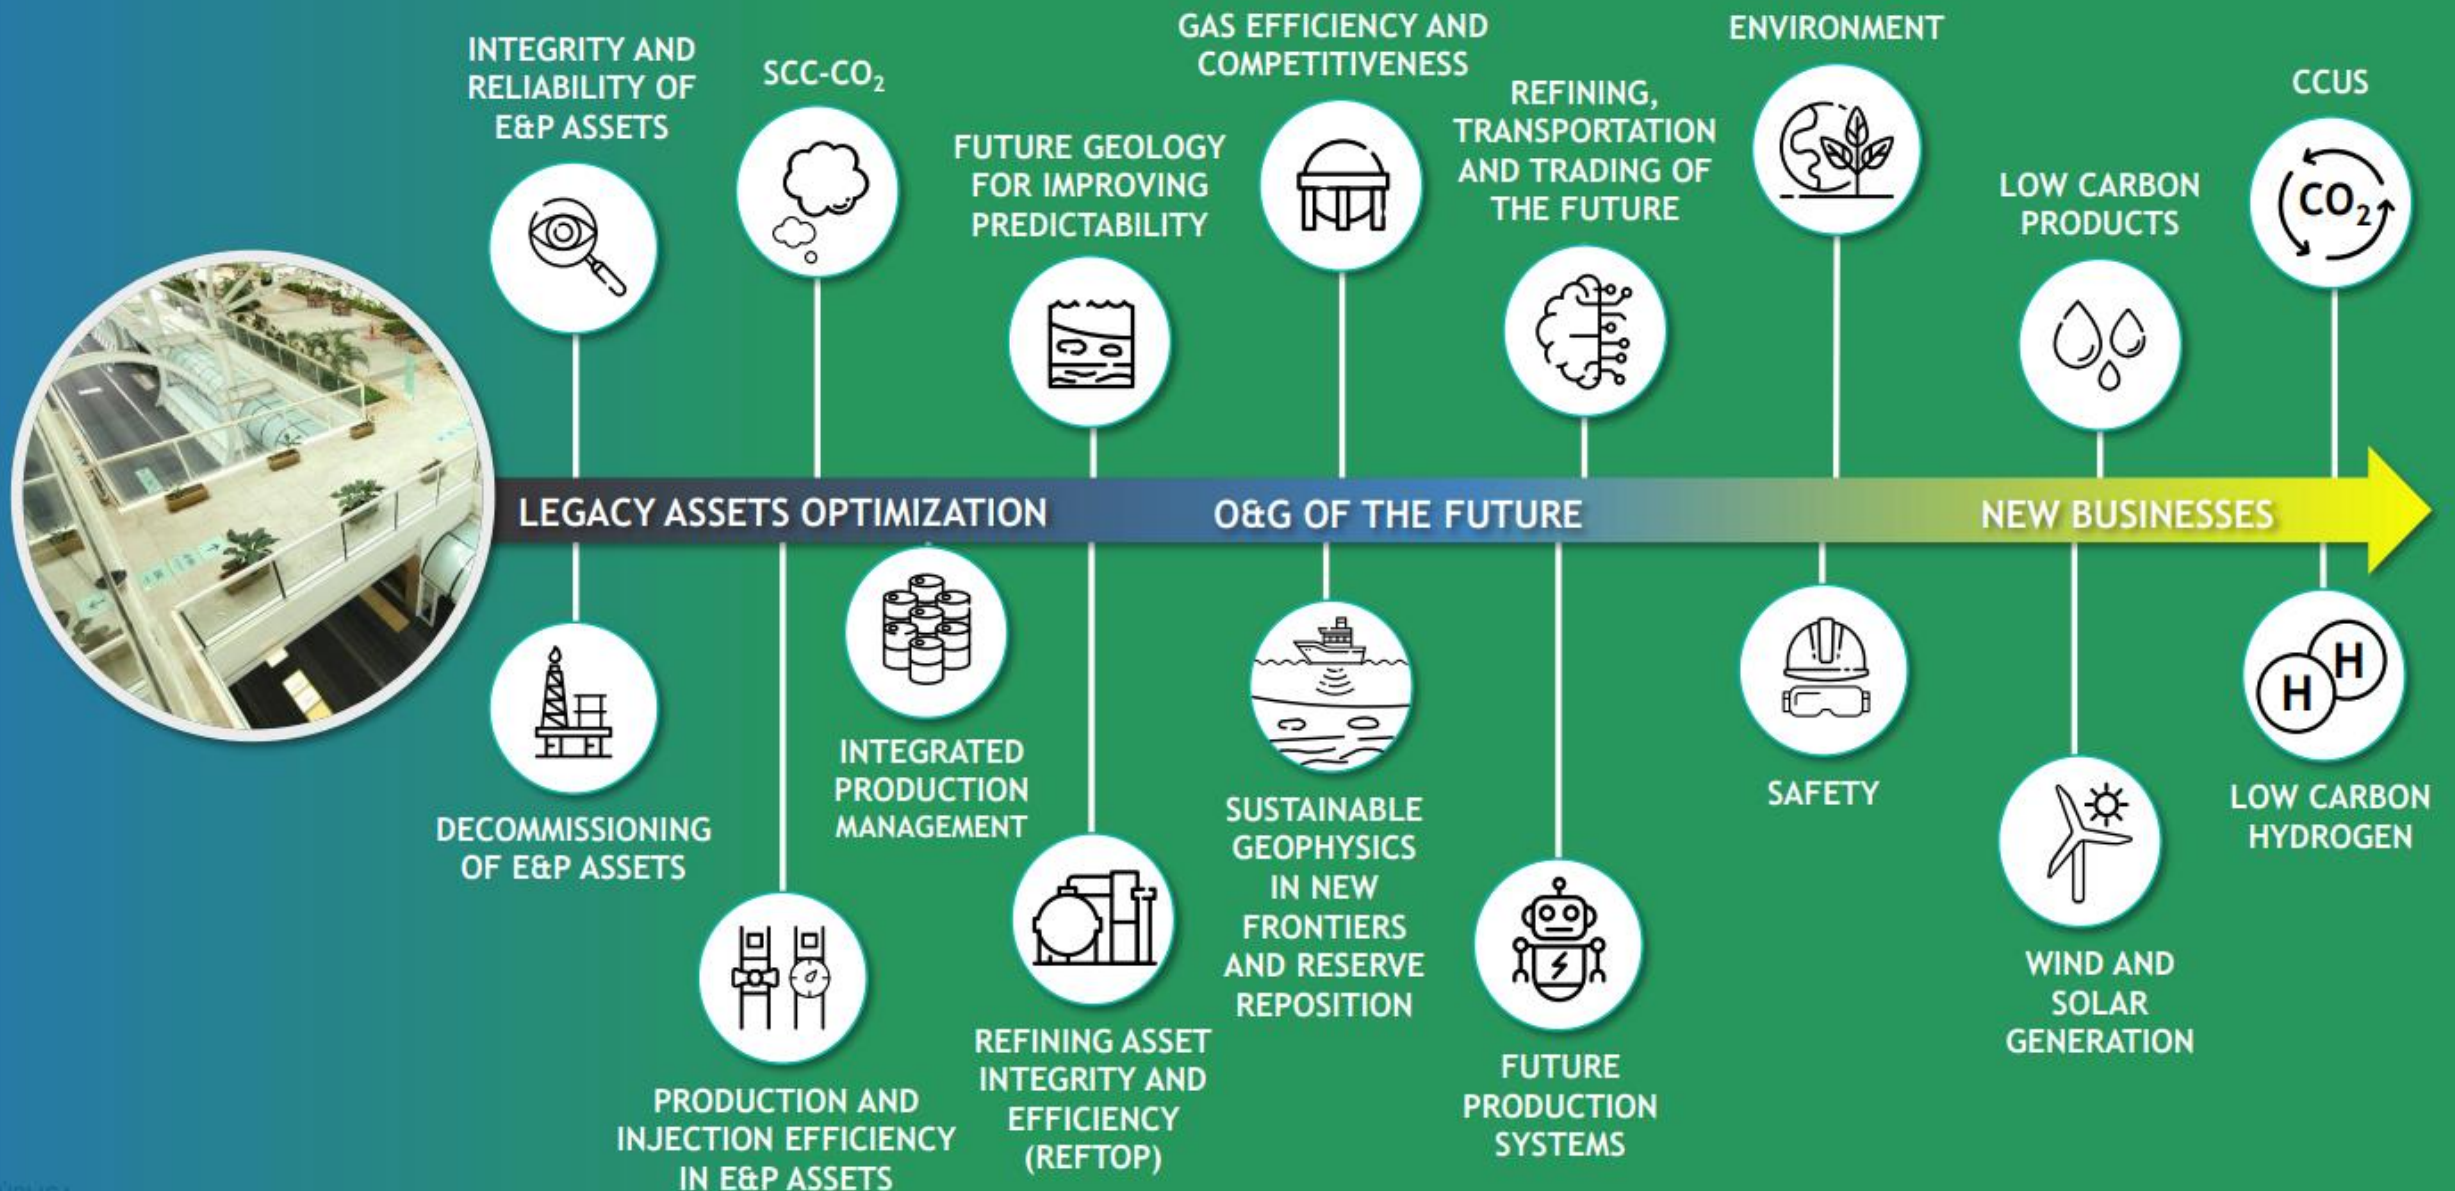 INTEGRITY AND
RELIABILITY OF
E&P ASSETS
SCC-CO₂
FUTURE GEOLOGY
FOR IMPROVING
PREDICTABILITY
GAS EFFICIENCY AND
COMPETITIVENESS
REFINING,
TRANSPORTATION
AND TRADING OF
THE FUTURE
ENVIRONMENT
LOW CARBON
PRODUCTS
CCUS
CO₂
LEGACY ASSETS OPTIMIZATION
O&G OF THE FUTURE
NEW BUSINESSES
DECOMMISSIONING
OF E&P ASSETS
PRODUCTION AND
INJECTION EFFICIENCY
IN E&P ASSETS
INTEGRATED
PRODUCTION
MANAGEMENT
REFINING ASSET
INTEGRITY AND
EFFICIENCY
(REFTOP)
SUSTAINABLE
GEOPHYSICS
IN NEW
FRONTIERS
AND RESERVE
REPOSITION
FUTURE
PRODUCTION
SYSTEMS
SAFETY
WIND AND
SOLAR
GENERATION
H H
LOW CARBON
HYDROGEN